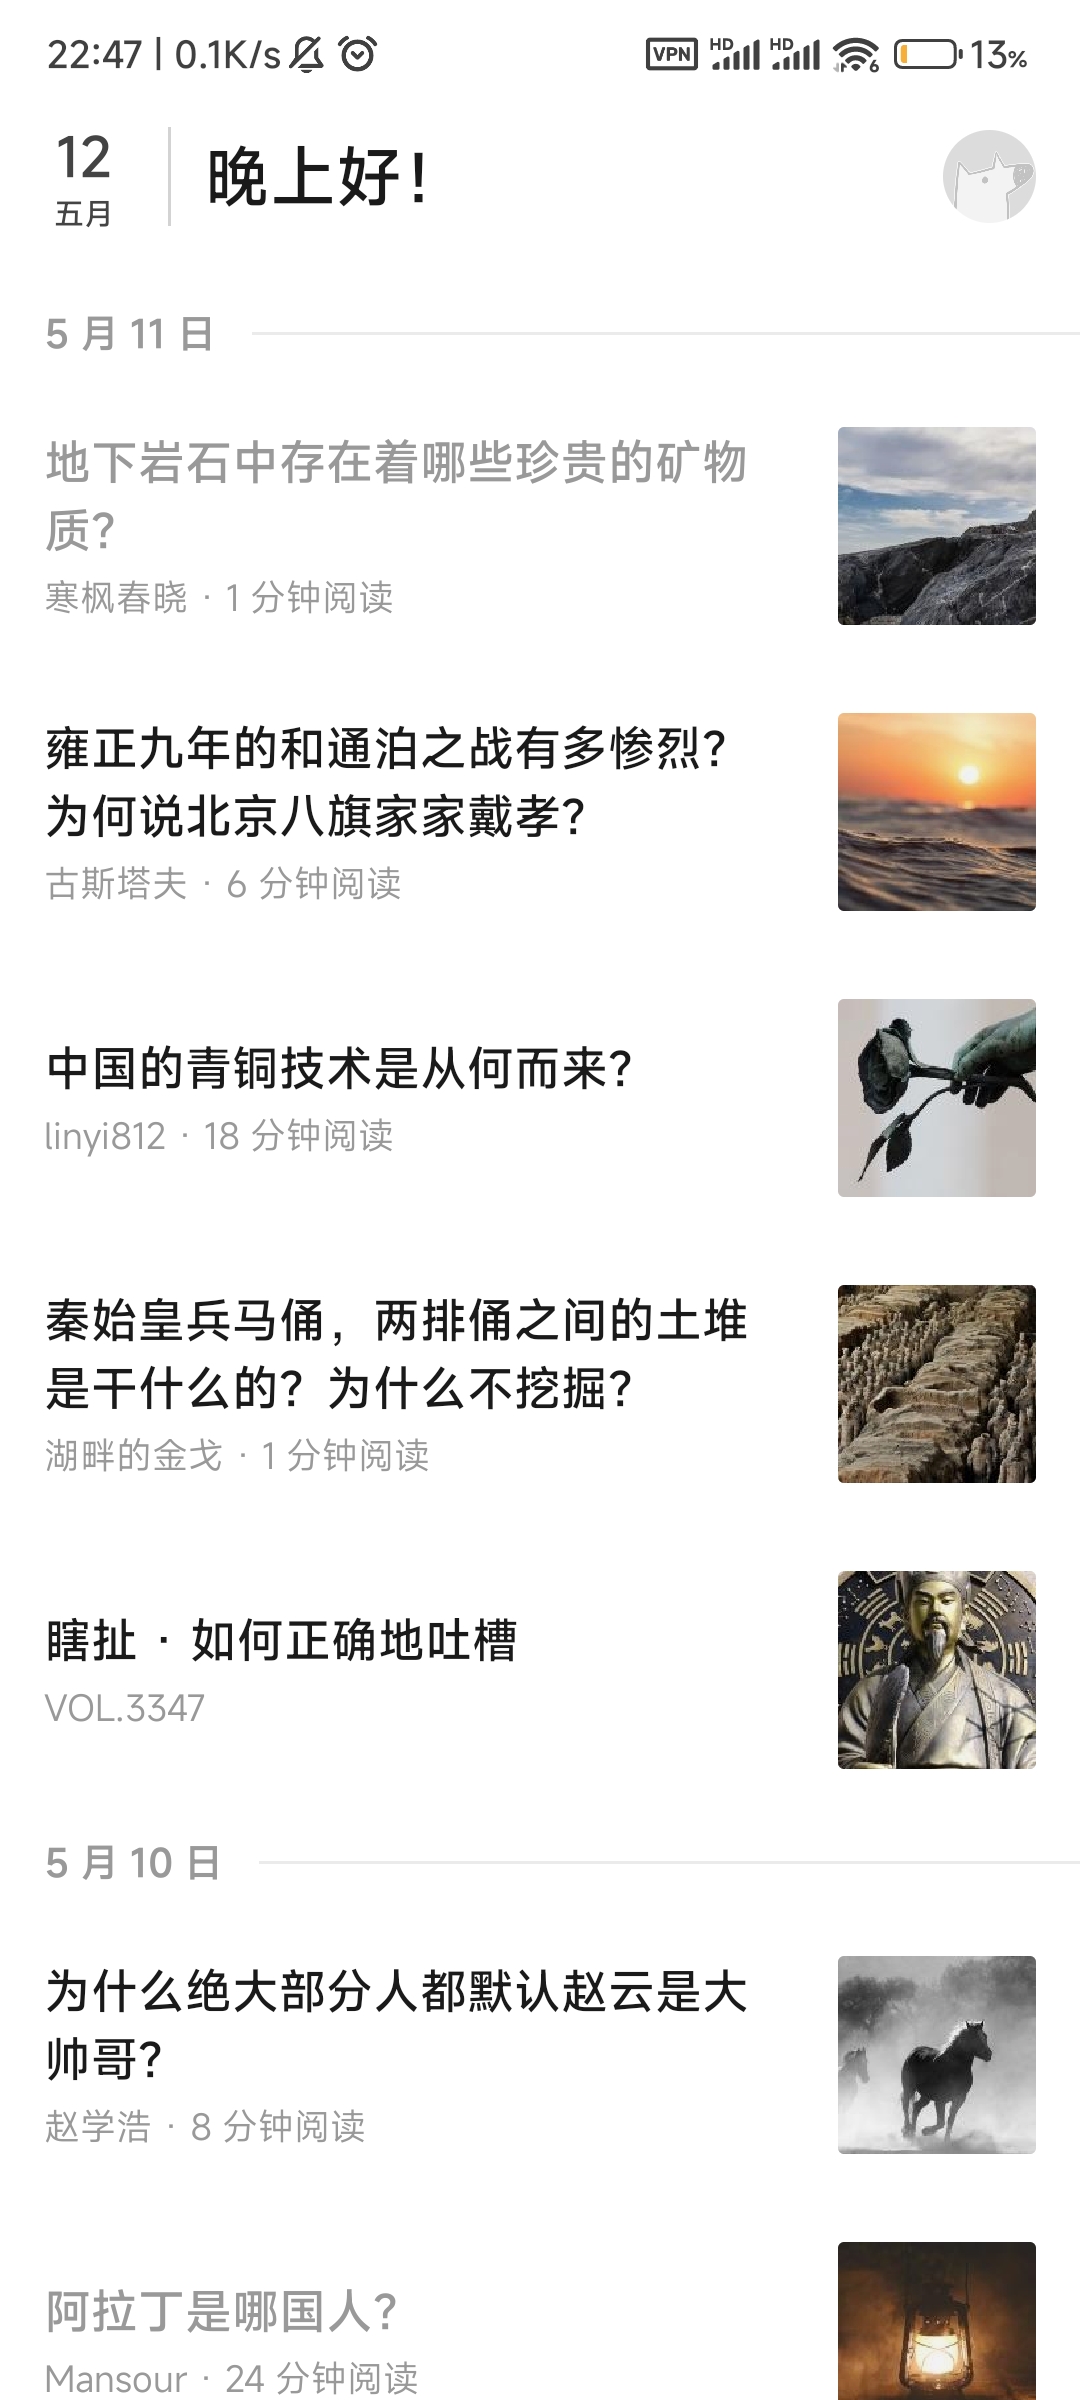 22:47 | 0.1K/s
VPN HD HD 6 13%
12
五月
晚上好！
5 月 11 日
地下岩石中存在着哪些珍贵的矿物
质？
寒枫春晓 · 1 分钟阅读
雍正九年的和通泊之战有多惨烈？
为何说北京八旗家家戴孝？
古斯塔夫 · 6 分钟阅读
中国的青铜技术是从何而来？
linyi812 · 18 分钟阅读
秦始皇兵马俑，两排俑之间的土堆
是干什么的？为什么不挖掘？
湖畔的金戈 · 1 分钟阅读
瞎扯 · 如何正确地吐槽
VOL.3347
5 月 10 日
为什么绝大部分人都默认赵云是大
帅哥？
赵学浩 · 8 分钟阅读
阿拉丁是哪国人？
Mansour · 24 分钟阅读